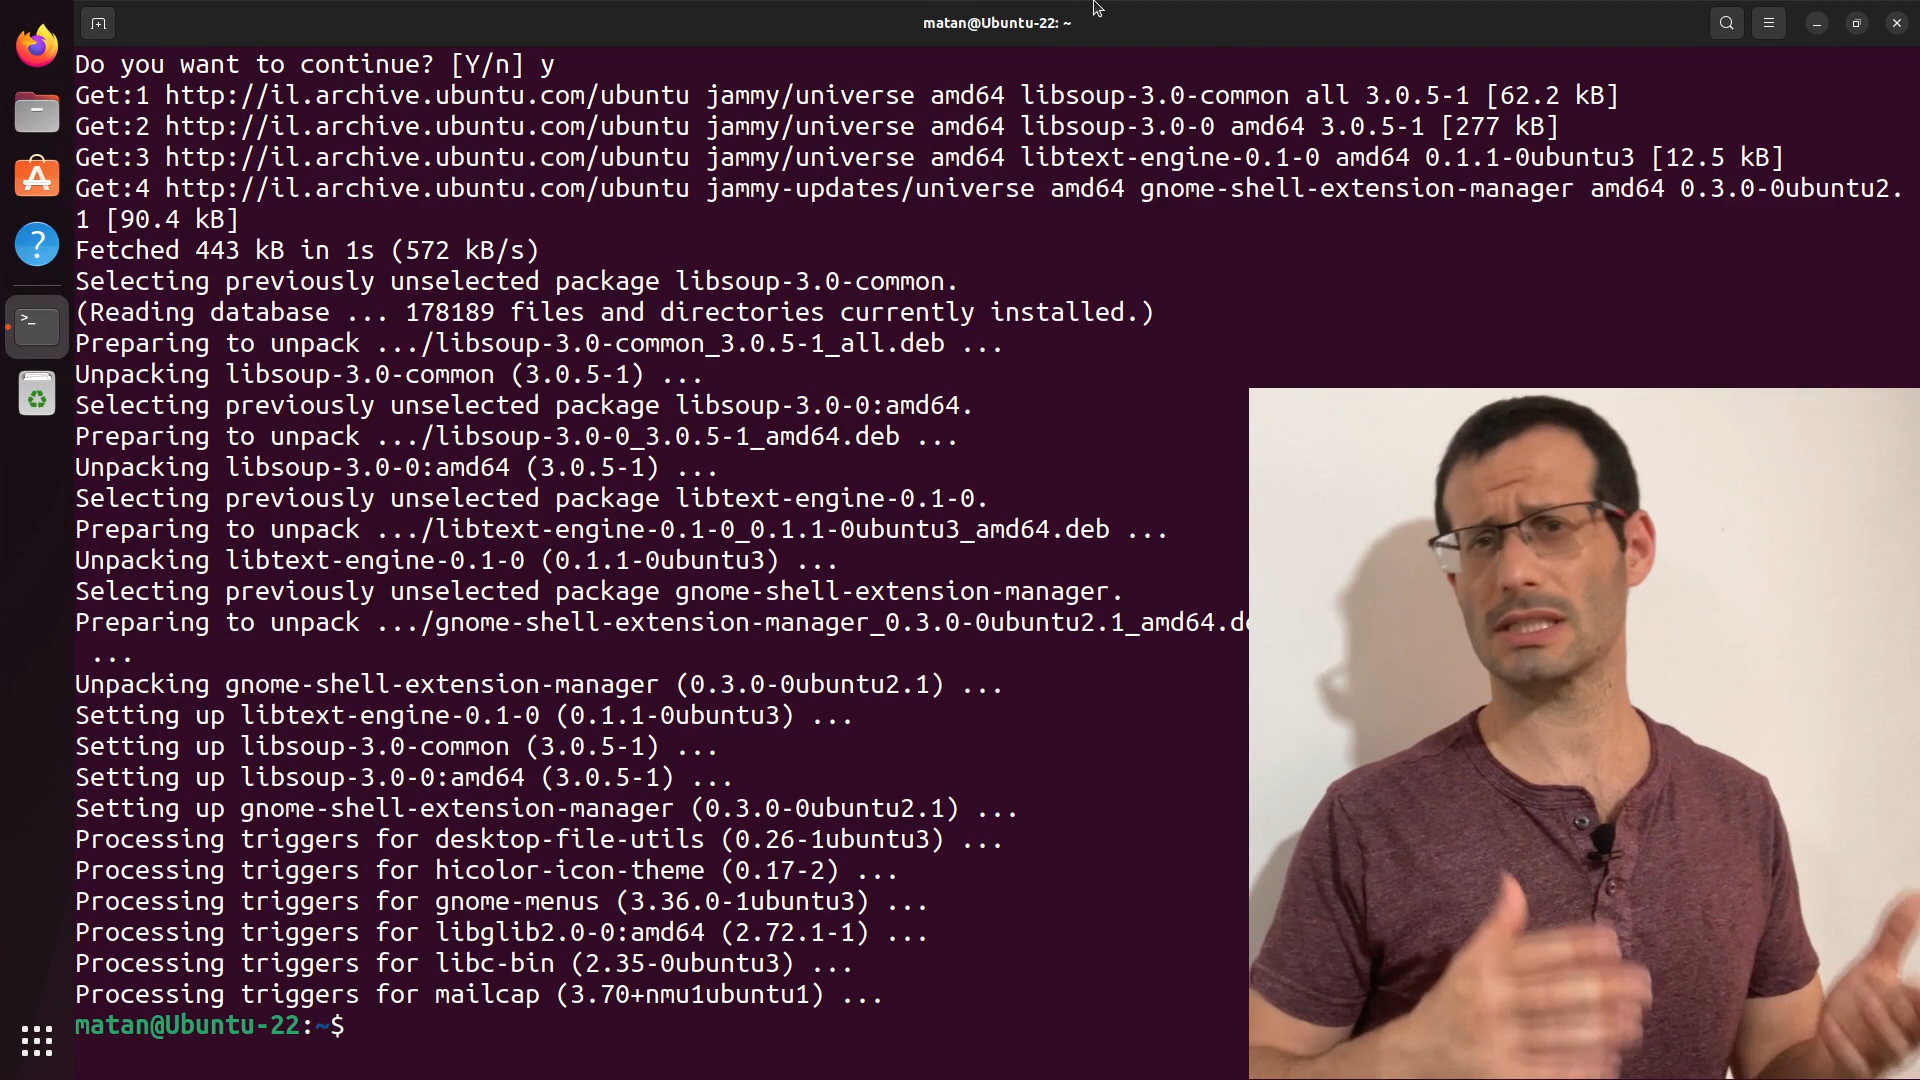 matan@Ubuntu-22: ~
Do you want to continue? [Y/n] y
Get:1 http://il.archive.ubuntu.com/ubuntu jammy/universe amd64 libsoup-3.0-common all 3.0.5-1 [62.2 kB]
Get:2 http://il.archive.ubuntu.com/ubuntu jammy/universe amd64 libsoup-3.0-0 amd64 3.0.5-1 [277 kB]
Get:3 http://il.archive.ubuntu.com/ubuntu jammy/universe amd64 libtext-engine-0.1-0 amd64 0.1.1-0ubuntu3 [12.5 kB]
Get:4 http://il.archive.ubuntu.com/ubuntu jammy-updates/universe amd64 gnome-shell-extension-manager amd64 0.3.0-0ubuntu2.
1 [90.4 kB]
Fetched 443 kB in 1s (572 kB/s)
Selecting previously unselected package libsoup-3.0-common.
(Reading database ... 178189 files and directories currently installed.)
Preparing to unpack .../libsoup-3.0-common_3.0.5-1_all.deb ...
Unpacking libsoup-3.0-common (3.0.5-1) ...
Selecting previously unselected package libsoup-3.0-0:amd64.
Preparing to unpack .../libsoup-3.0-0_3.0.5-1_amd64.deb ...
Unpacking libsoup-3.0-0:amd64 (3.0.5-1) ...
Selecting previously unselected package libtext-engine-0.1-0.
Preparing to unpack .../libtext-engine-0.1-0_0.1.1-0ubuntu3_amd64.deb ...
Unpacking libtext-engine-0.1-0 (0.1.1-0ubuntu3) ...
Selecting previously unselected package gnome-shell-extension-manager.
Preparing to unpack .../gnome-shell-extension-manager_0.3.0-0ubuntu2.1_amd64.de
...
Unpacking gnome-shell-extension-manager (0.3.0-0ubuntu2.1) ...
Setting up libtext-engine-0.1-0 (0.1.1-0ubuntu3) ...
Setting up libsoup-3.0-common (3.0.5-1) ...
Setting up libsoup-3.0-0:amd64 (3.0.5-1) ...
Setting up gnome-shell-extension-manager (0.3.0-0ubuntu2.1) ...
Processing triggers for desktop-file-utils (0.26-1ubuntu3) ...
Processing triggers for hicolor-icon-theme (0.17-2) ...
Processing triggers for gnome-menus (3.36.0-1ubuntu3) ...
Processing triggers for libglib2.0-0:amd64 (2.72.1-1) ...
Processing triggers for libc-bin (2.35-0ubuntu3) ...
Processing triggers for mailcap (3.70+nmu1ubuntu1) ...
matan@Ubuntu-22:~$